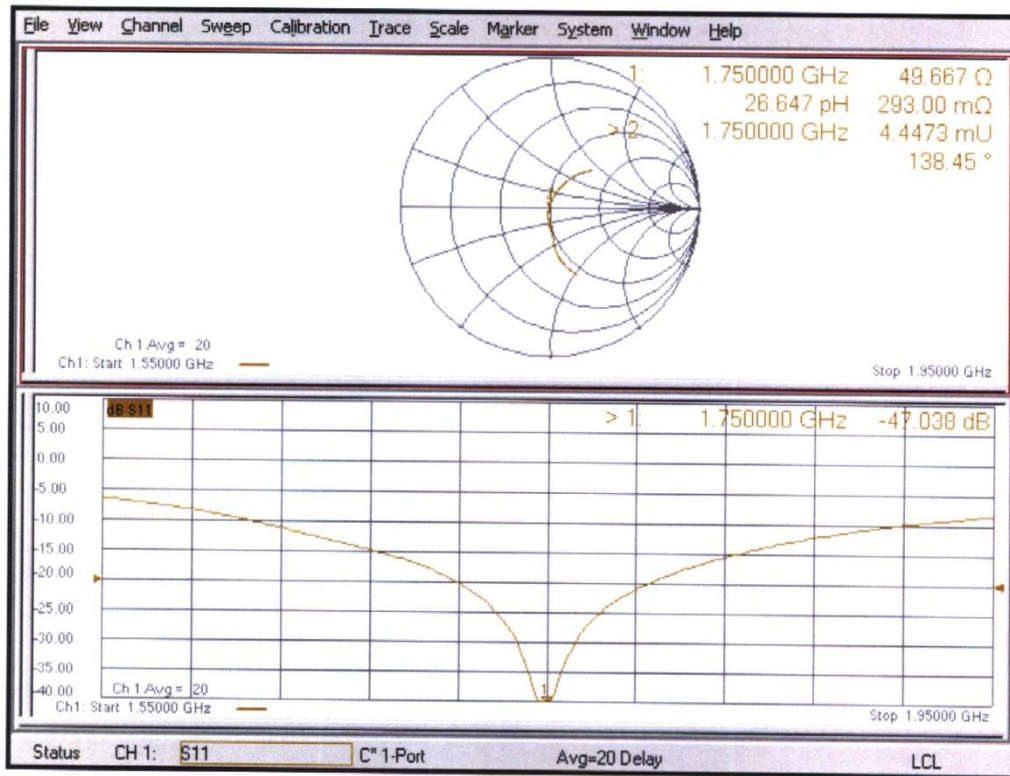 File View Channel Sweep Calibration Trace Scale Marker System Window Help
1: 1.750000 GHz 49.667 Ω
26.647 pH 293.00 mΩ
> 2: 1.750000 GHz 4.4473 mU
138.45 °
Ch 1 Avg = 20
Ch1: Start 1.55000 GHz
Stop 1.95000 GHz
10.00
dB S11
> 1: 1.750000 GHz -47.038 dB
5.00
0.00
-5.00
-10.00
-15.00
-20.00
-25.00
-30.00
-35.00
-40.00
Ch 1 Avg = 20
1
Ch1: Start 1.55000 GHz
Stop 1.95000 GHz
Status CH 1: S11 C* 1-Port Avg=20 Delay LCL